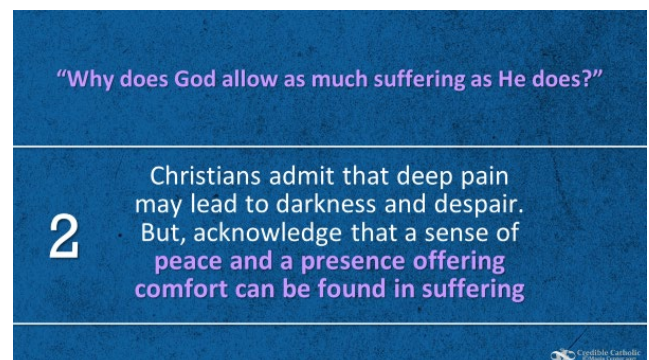 “Why does God allow as much suffering as He does?”
Christians admit that deep pain
may lead to darkness and despair.
2
But, acknowledge that a sense of
peace and a presence offering
comfort can be found in suffering
Credible Catholic